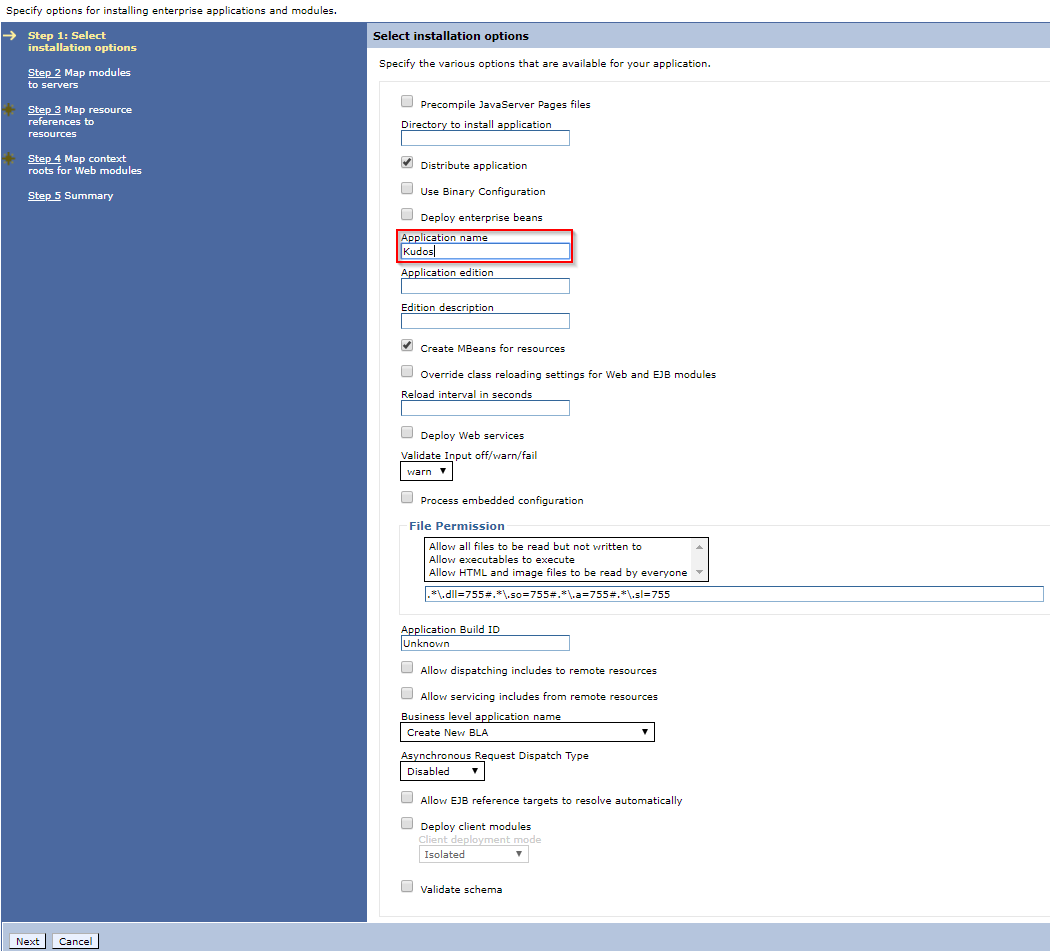 Specify options for installing enterprise applications and modules.
Step 1: Select
installation options
Step 2 Map modules
to servers
Step 3 Map resource
references to
resources
Step 4 Map context
roots for Web modules
Step 5 Summary
Select installation options
Specify the various options that are available for your application.
Precompile JavaServer Pages files
Directory to install application
Distribute application
Use Binary Configuration
Deploy enterprise beans
Application name
Kudos
Application edition
Edition description
Create MBeans for resources
Override class reloading settings for Web and EJB modules
Reload interval in seconds
Deploy Web services
Validate Input off/warn/fail
warn
Process embedded configuration
File Permission
Allow all files to be read but not written to
Allow executables to execute
Allow HTML and image files to be read by everyone
.*\.dll=755#.*\.so=755#.*\.a=755#.*\.sl=755
Application Build ID
Unknown
Allow dispatching includes to remote resources
Allow servicing includes from remote resources
Business level application name
Create New BLA
Asynchronous Request Dispatch Type
Disabled
Allow EJB reference targets to resolve automatically
Deploy client modules
Client deployment mode
Isolated
Validate schema
Next Cancel